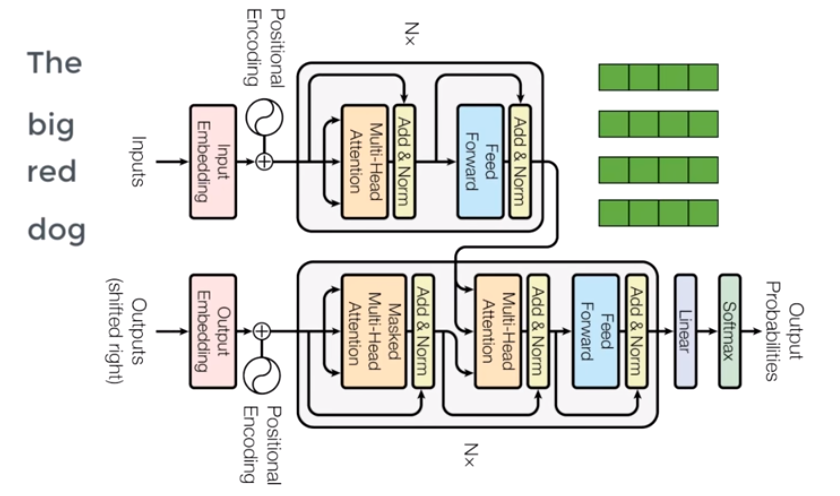 The
big
red
dog
Inputs
Input
Embedding
Positional
Encoding
Nx
Multi-Head
Attention
Add & Norm
Feed
Forward
Add & Norm
Outputs
(shifted right)
Output
Embedding
Positional
Encoding
Masked
Multi-Head
Attention
Add & Norm
Multi-Head
Attention
Add & Norm
Feed
Forward
Add & Norm
Nx
Linear
Softmax
Output
Probabilities